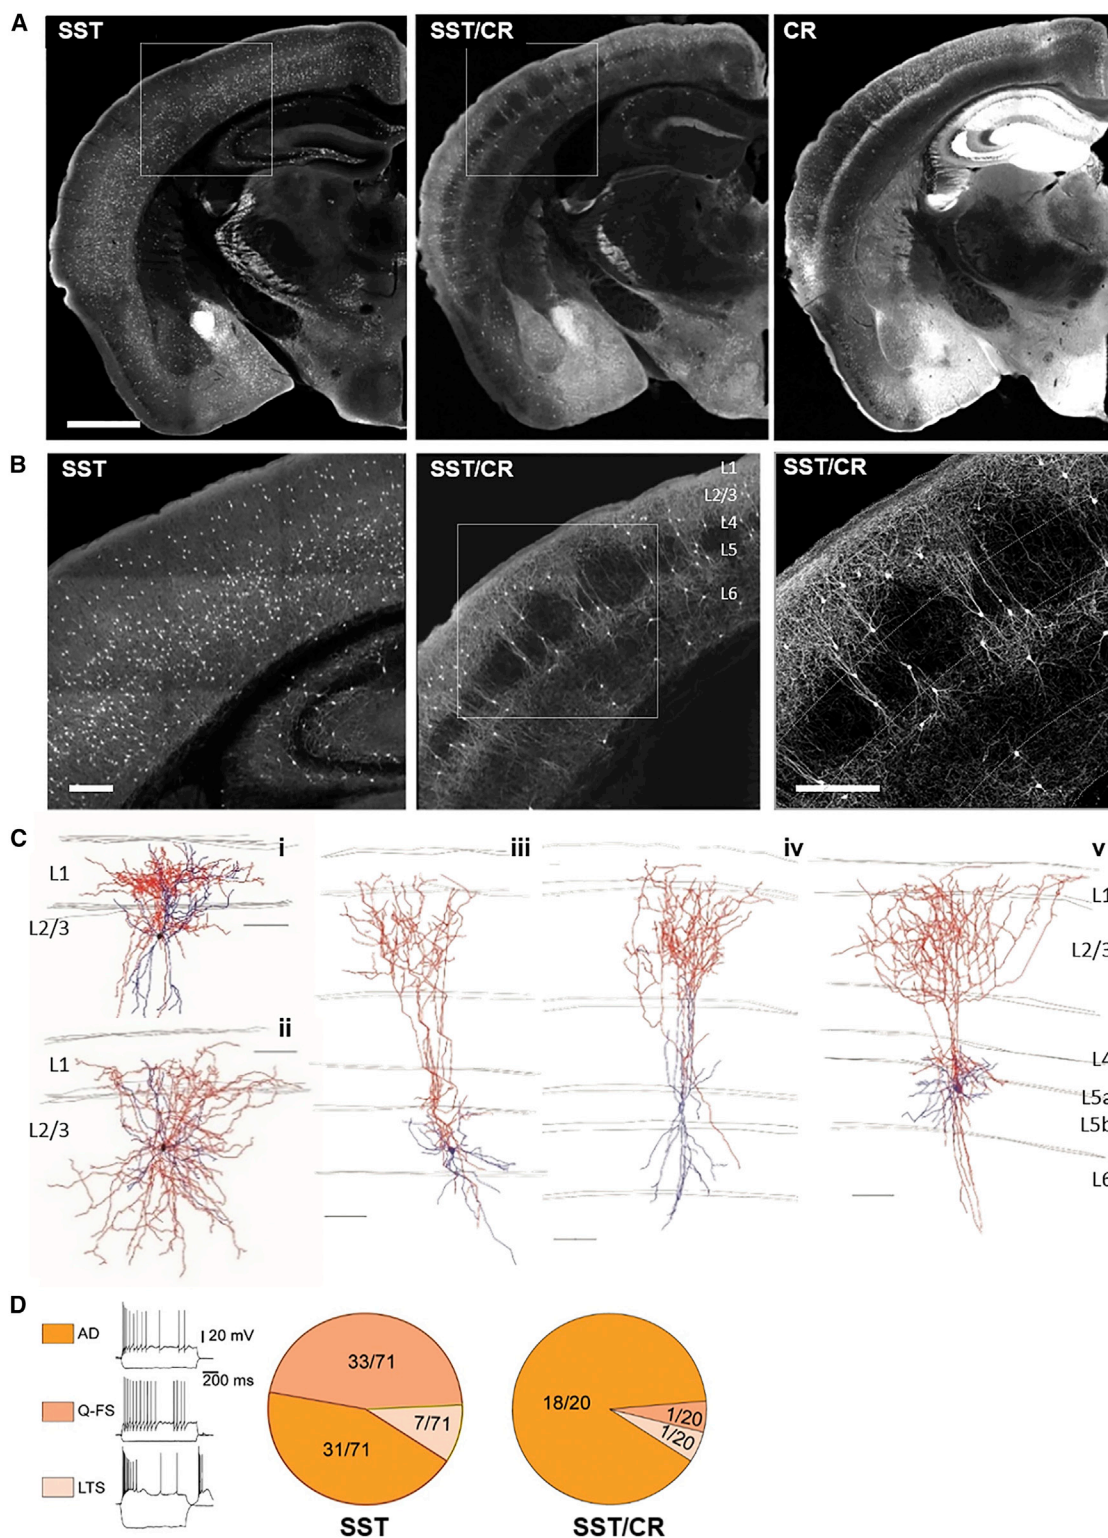 A
SST
SST/CR
CR
B
SST
SST/CR
L1
L2/3
L4
L5
L6
SST/CR
C
i
L1
L2/3
ii
L1
L2/3
iii
iv
v
L1
L2/3
L4
L5a
L5b
L6
D
AD
20 mV
200 ms
Q-FS
LTS
33/71
7/71
31/71
SST
18/20
1/20
1/20
SST/CR